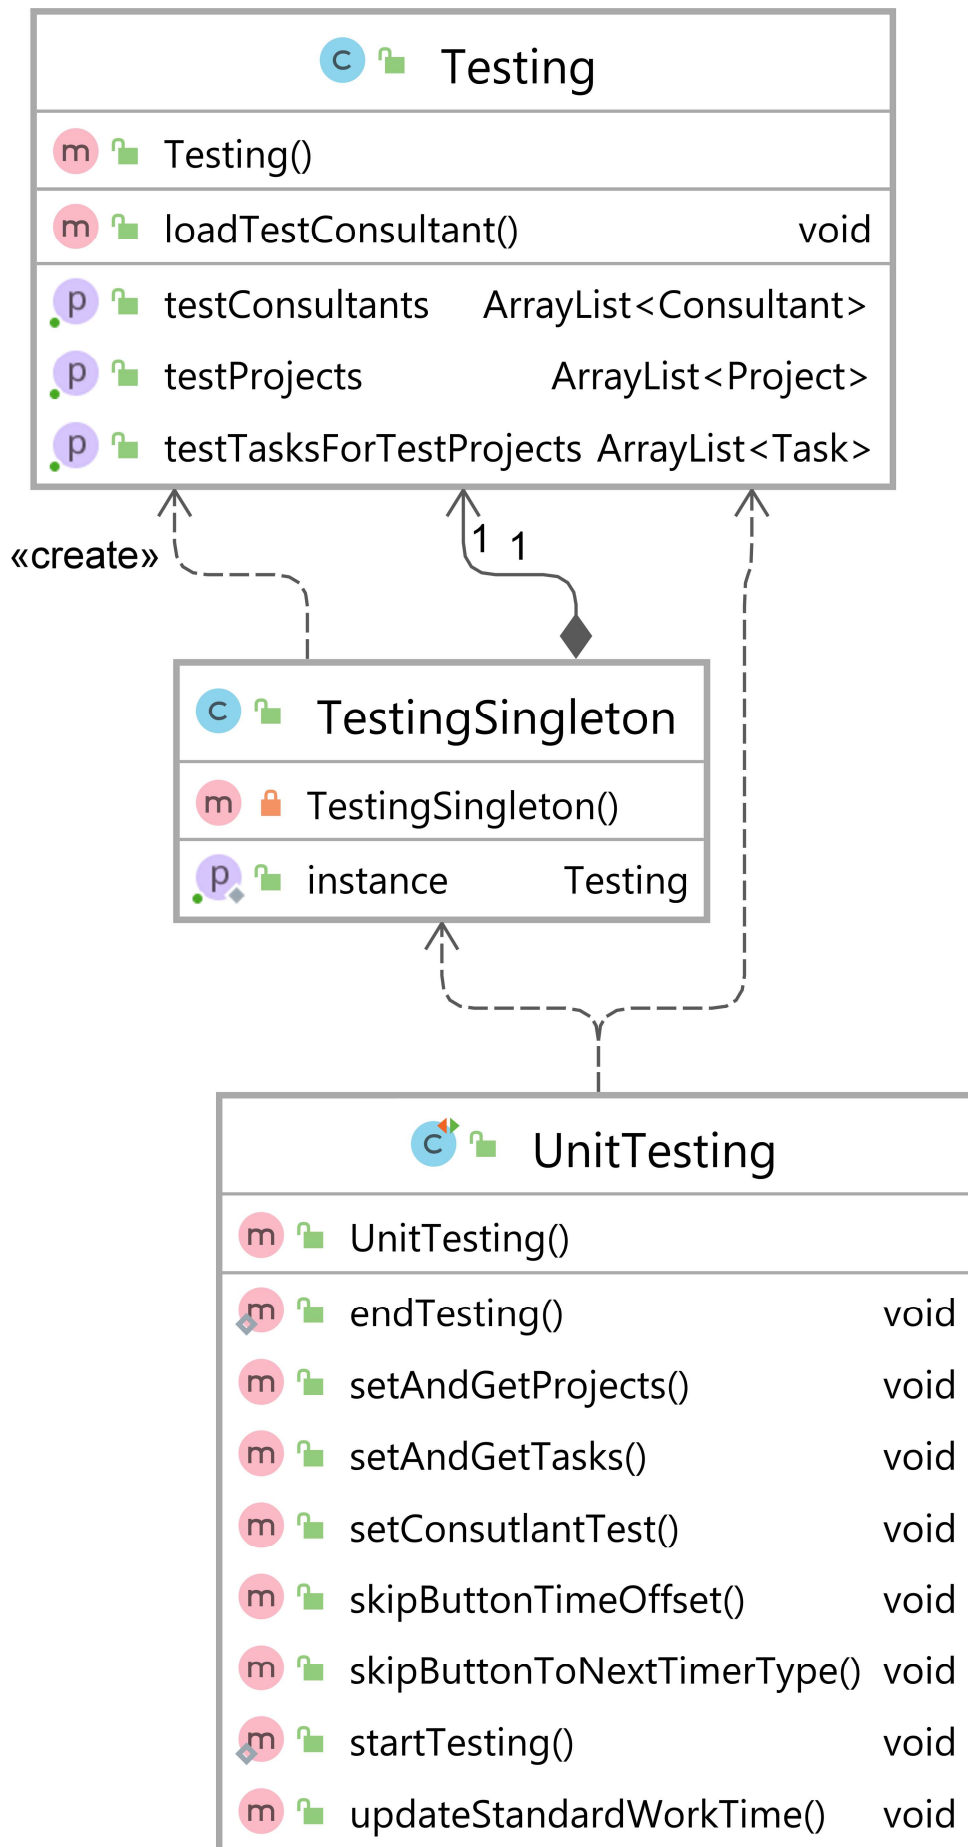 C Testing
m Testing()
m loadTestConsultant() void
p testConsultants ArrayList<Consultant>
p testProjects ArrayList<Project>
p testTasksForTestProjects ArrayList<Task>
«create» 1 1
C TestingSingleton
m TestingSingleton()
p instance Testing
C UnitTesting
m UnitTesting()
m endTesting() void
m setAndGetProjects() void
m setAndGetTasks() void
m setConsutlantTest() void
m skipButtonTimeOffset() void
m skipButtonToNextTimerType() void
m startTesting() void
m updateStandardWorkTime() void